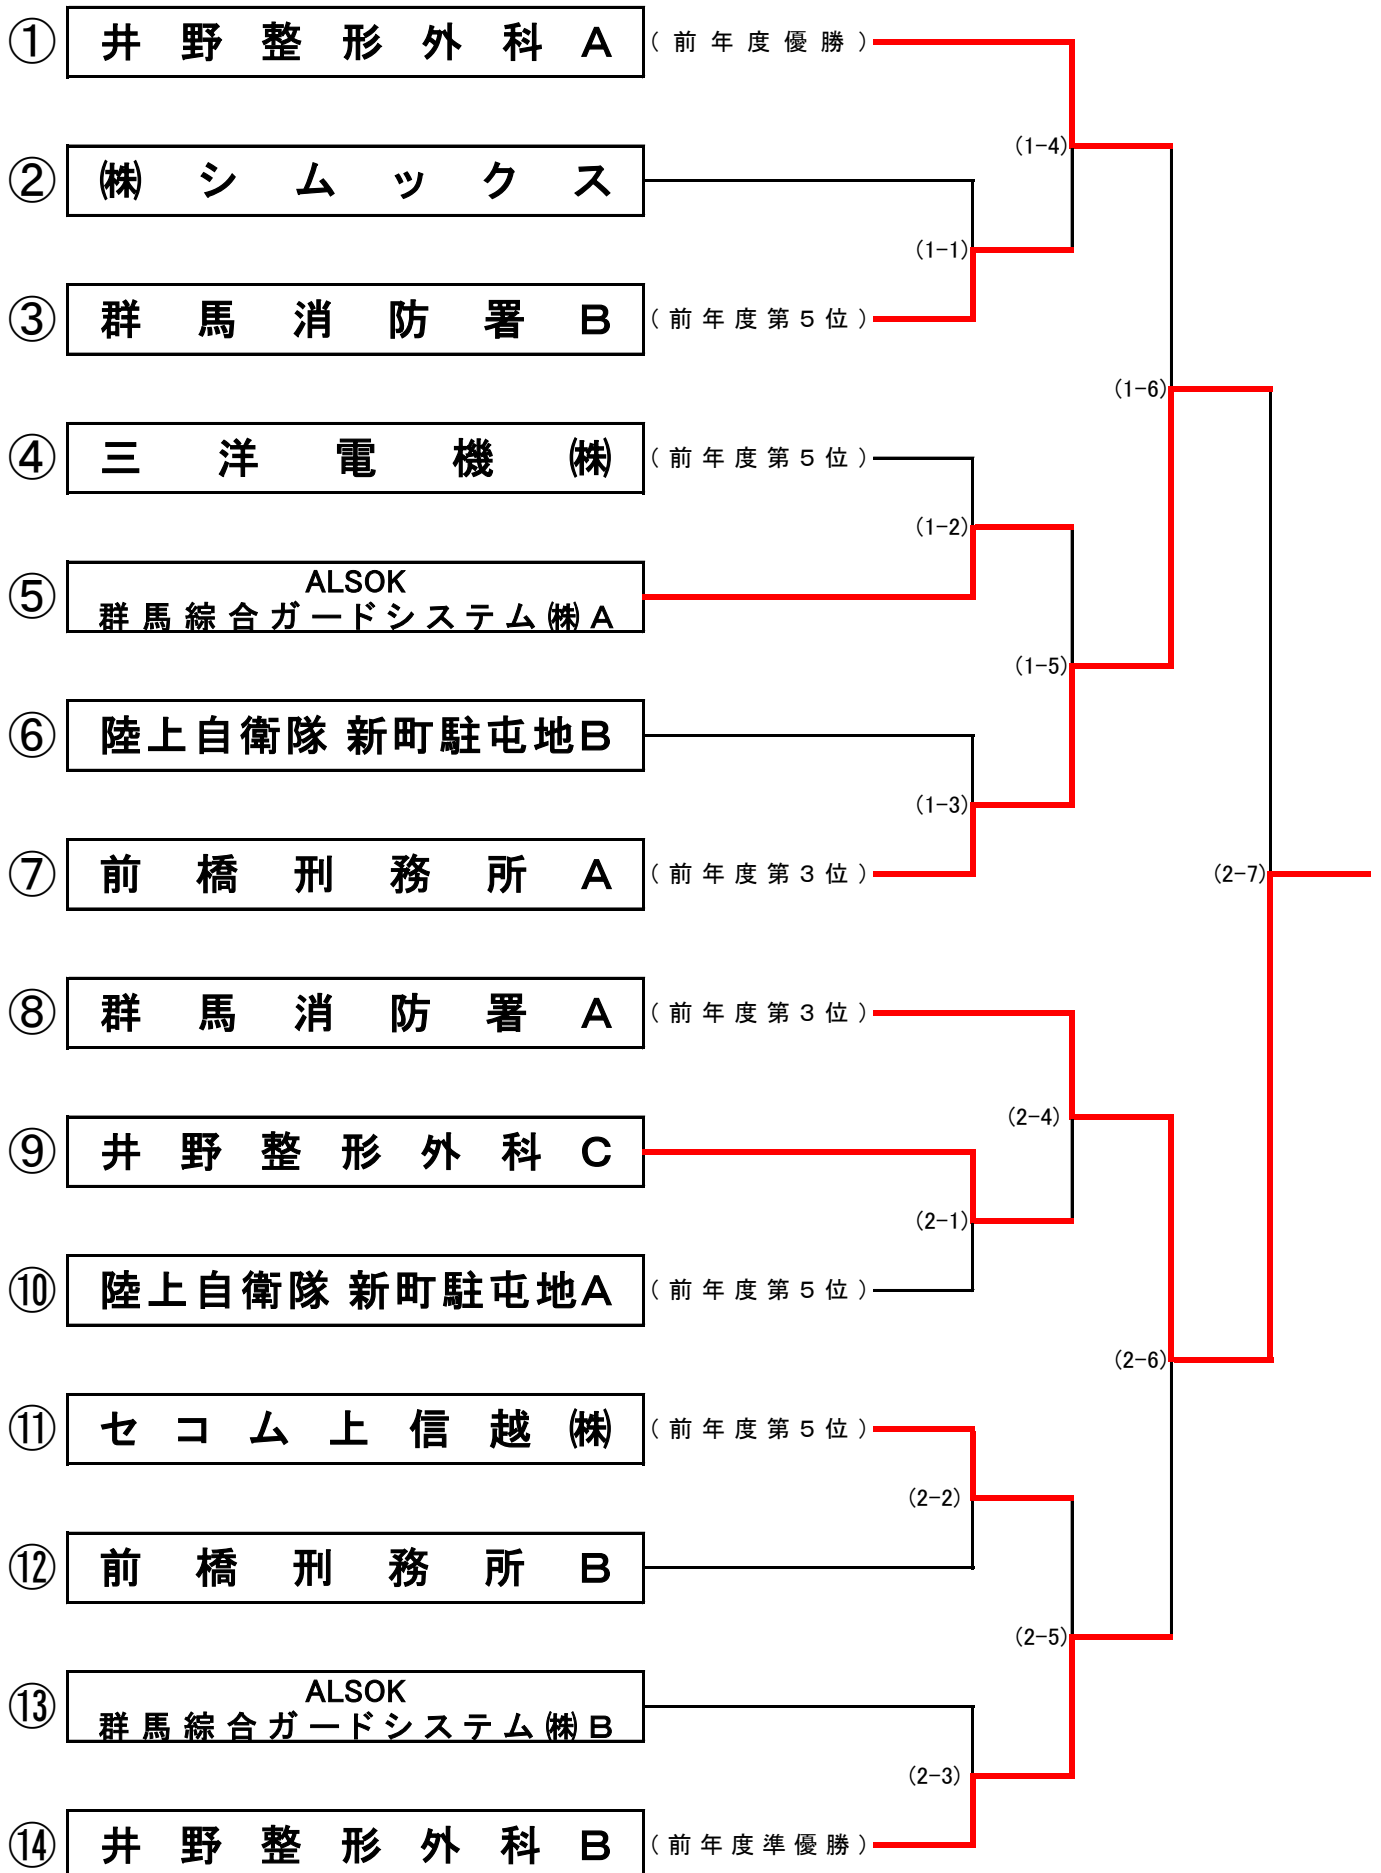 ① 井野整形外科A (前年度優勝)
(1-4)
② ㈱シムックス
(1-1)
③ 群馬消防署B (前年度第5位)
(1-6)
④ 三洋電機㈱ (前年度第5位)
(1-2)
⑤ ALSOK
群馬綜合ガードシステム㈱A
(1-5)
⑥ 陸上自衛隊 新町駐屯地B
(1-3)
⑦ 前橋刑務所A (前年度第3位)
(2-7)
⑧ 群馬消防署A (前年度第3位)
(2-4)
⑨ 井野整形外科C
(2-1)
⑩ 陸上自衛隊 新町駐屯地A (前年度第5位)
(2-6)
⑪ セコム上信越㈱ (前年度第5位)
(2-2)
⑫ 前橋刑務所B
(2-5)
⑬ ALSOK
群馬綜合ガードシステム㈱B
(2-3)
⑭ 井野整形外科B (前年度準優勝)